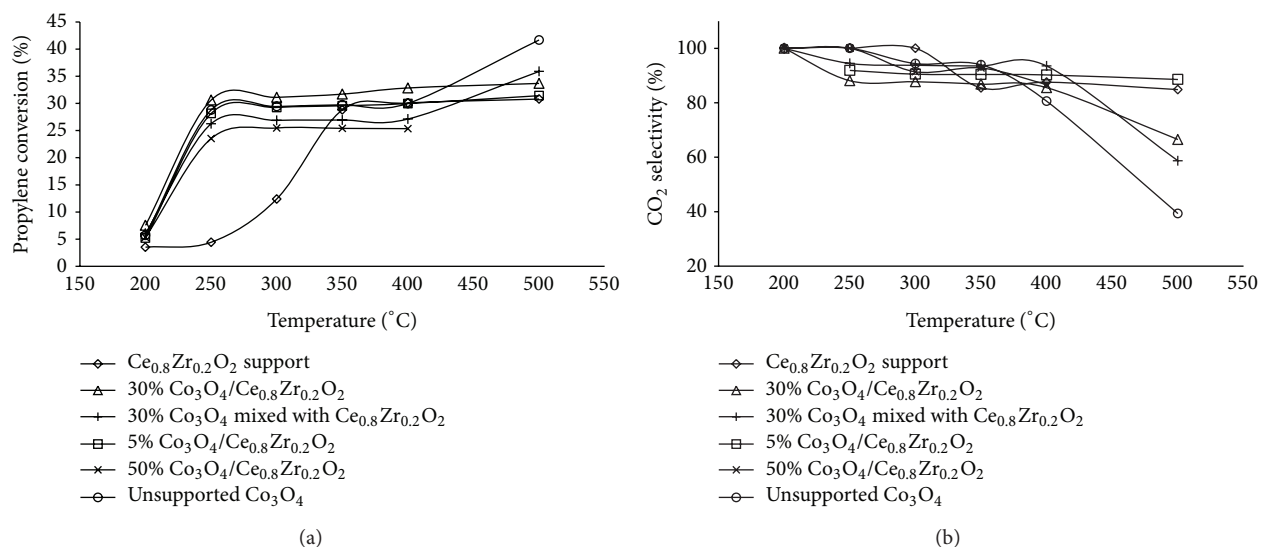 Propylene conversion (%)
45
40
35
30
25
20
15
10
5
0
150 200 250 300 350 400 450 500 550
Temperature (°C)
Ce₀.₈Zr₀.₂O₂ support
30% Co₃O₄/Ce₀.₈Zr₀.₂O₂
30% Co₃O₄ mixed with Ce₀.₈Zr₀.₂O₂
5% Co₃O₄/Ce₀.₈Zr₀.₂O₂
50% Co₃O₄/Ce₀.₈Zr₀.₂O₂
Unsupported Co₃O₄
(a)
CO₂ selectivity (%)
100
80
60
40
20
150 200 250 300 350 400 450 500 550
Temperature (°C)
Ce₀.₈Zr₀.₂O₂ support
30% Co₃O₄/Ce₀.₈Zr₀.₂O₂
30% Co₃O₄ mixed with Ce₀.₈Zr₀.₂O₂
5% Co₃O₄/Ce₀.₈Zr₀.₂O₂
50% Co₃O₄/Ce₀.₈Zr₀.₂O₂
Unsupported Co₃O₄
(b)